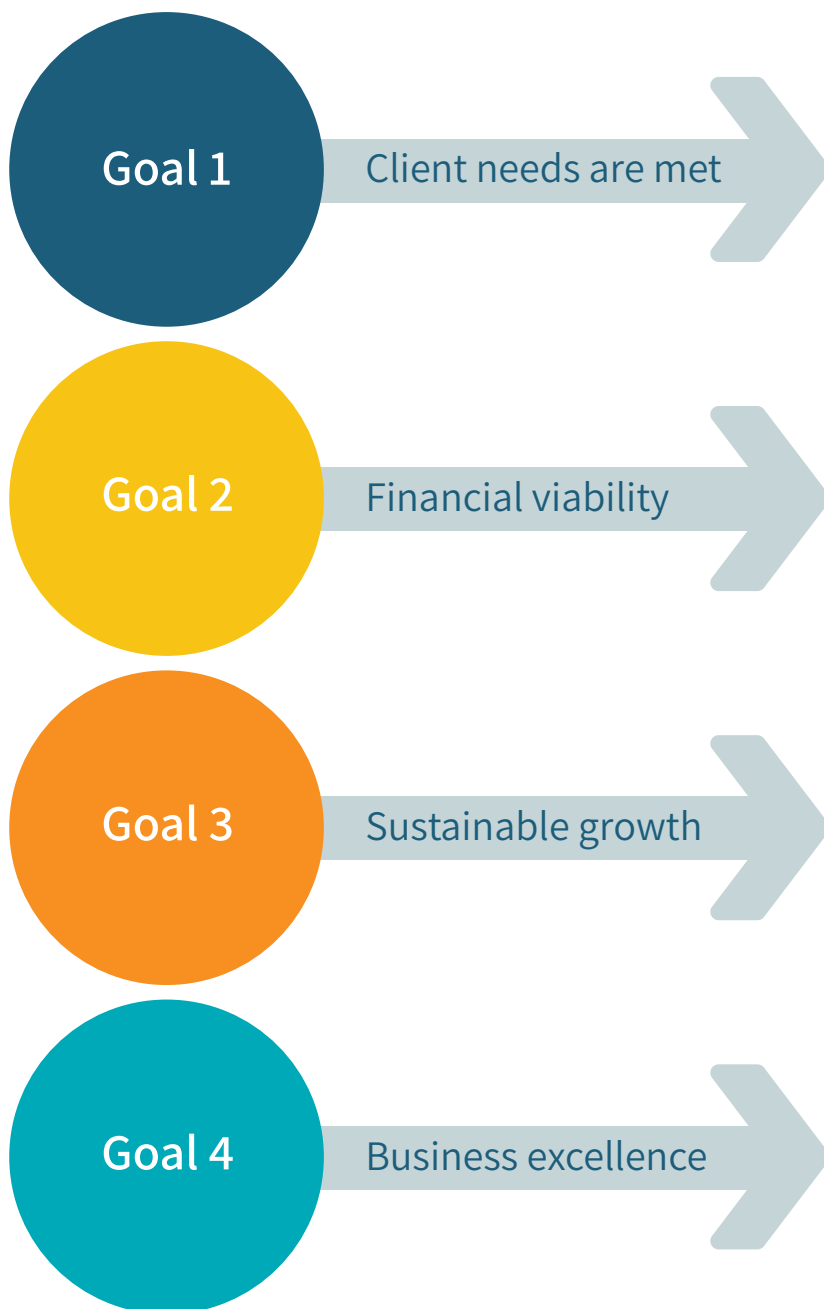 Goal 1
Client needs are met
Goal 2
Financial viability
Goal 3
Sustainable growth
Goal 4
Business excellence